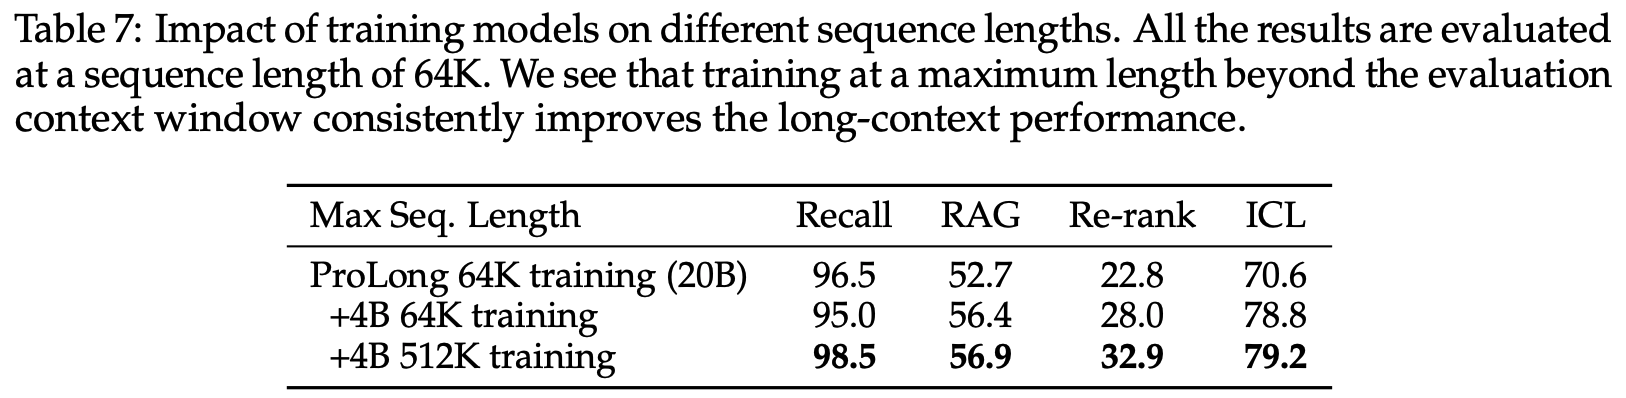 Table 7: Impact of training models on different sequence lengths. All the results are evaluated
at a sequence length of 64K. We see that training at a maximum length beyond the evaluation
context window consistently improves the long-context performance.
Max Seq. Length Recall RAG Re-rank ICL
ProLong 64K training (20B) 96.5 52.7 22.8 70.6
+4B 64K training 95.0 56.4 28.0 78.8
+4B 512K training 98.5 56.9 32.9 79.2